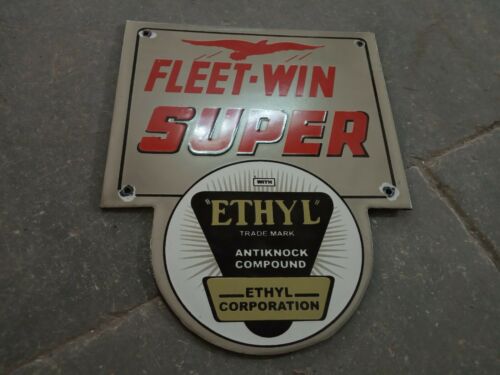 FLEET-WIN
SUPER
WITH
"ETHYL"
TRADE MARK
ANTIKNOCK
COMPOUND
ETHYL
CORPORATION